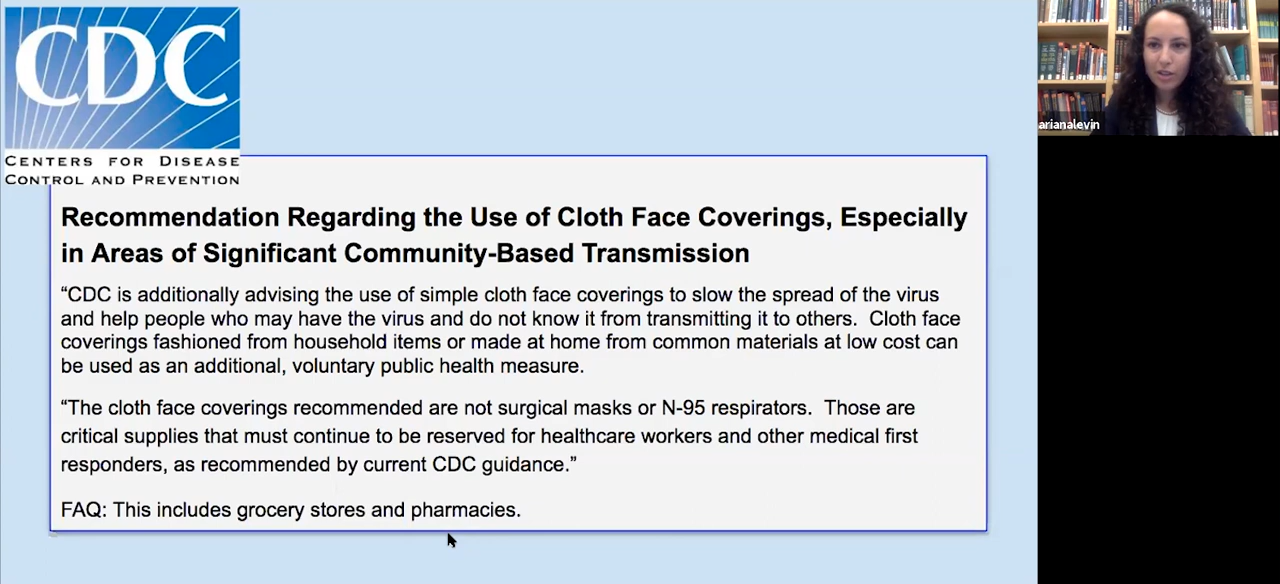 CDC
CENTERS FOR DISEASE
CONTROL AND PREVENTION
arianalevin
Recommendation Regarding the Use of Cloth Face Coverings, Especially
in Areas of Significant Community-Based Transmission
“CDC is additionally advising the use of simple cloth face coverings to slow the spread of the virus
and help people who may have the virus and do not know it from transmitting it to others.  Cloth face
coverings fashioned from household items or made at home from common materials at low cost can
be used as an additional, voluntary public health measure.
“The cloth face coverings recommended are not surgical masks or N-95 respirators.  Those are
critical supplies that must continue to be reserved for healthcare workers and other medical first
responders, as recommended by current CDC guidance.”
FAQ: This includes grocery stores and pharmacies.